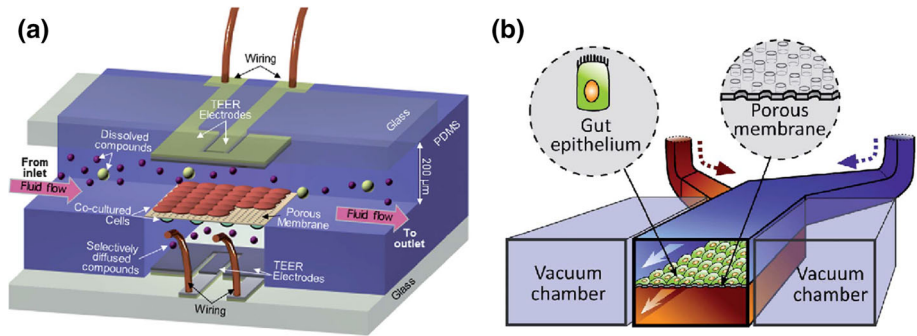 (a)
Wiring
TEER
Electrodes
Glass
PDMS
Dissolved
compounds
200 µm
From
inlet
Fluid flow
Co-cultured
Cells
Porous
Membrane
Fluid flow
To
outlet
Selectively
diffused
compounds
TEER
Electrodes
Glass
Wiring
(b)
Gut
epithelium
Porous
membrane
Vacuum
chamber
Vacuum
chamber